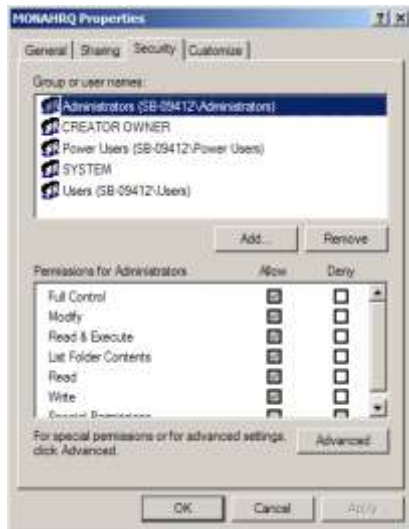 MONAHRQ Properties
General Sharing Security Customize
Group or user names:
Administrators (SB-09412\Administrators)
CREATOR OWNER
Power Users (SB-09412\Power Users)
SYSTEM
Users (SB-09412\Users)
Add... Remove
Permissions for Administrators Allow Deny
Full Control
Modify
Read & Execute
List Folder Contents
Read
Write
Special Permissions
For special permissions or for advanced settings,
click Advanced.
Advanced
OK Cancel Apply